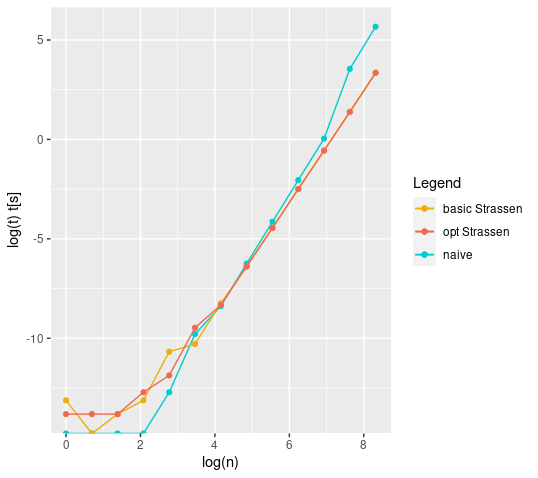 5
0
-5
-10
log(t) t[s]
0 2 4 6 8
log(n)
Legend
basic Strassen
opt Strassen
naive